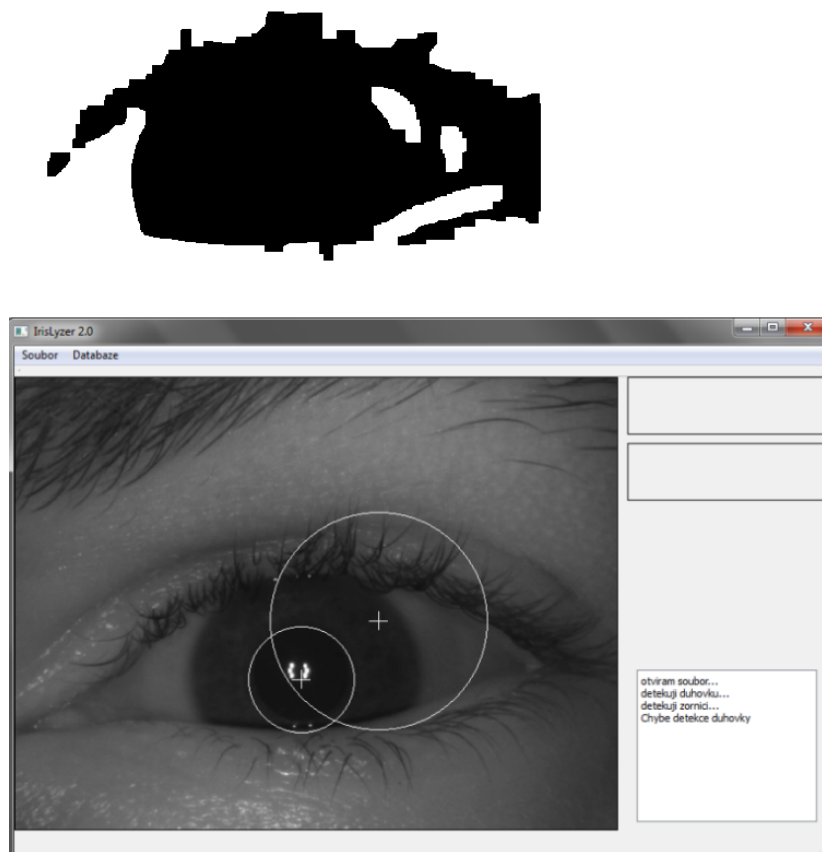 IrisLyzer 2.0
Soubor Databaze
otviram soubor...
detekuji duhovku...
detekuji zornici...
Chybe detekce duhovky